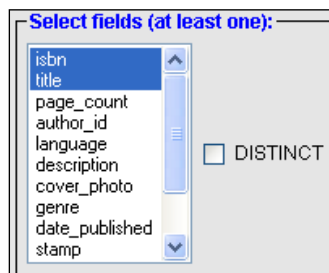 Select fields (at least one):
isbn
title
page_count
author_id
language
description
cover_photo
genre
date_published
stamp
DISTINCT